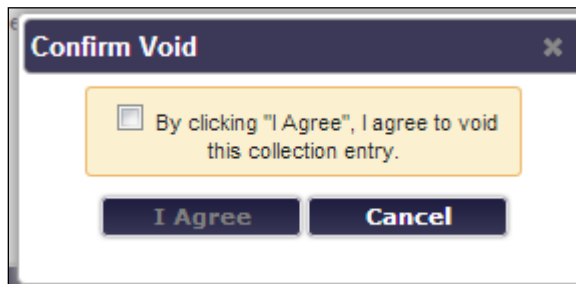 Confirm Void
By clicking "I Agree", I agree to void
this collection entry.
I Agree
Cancel